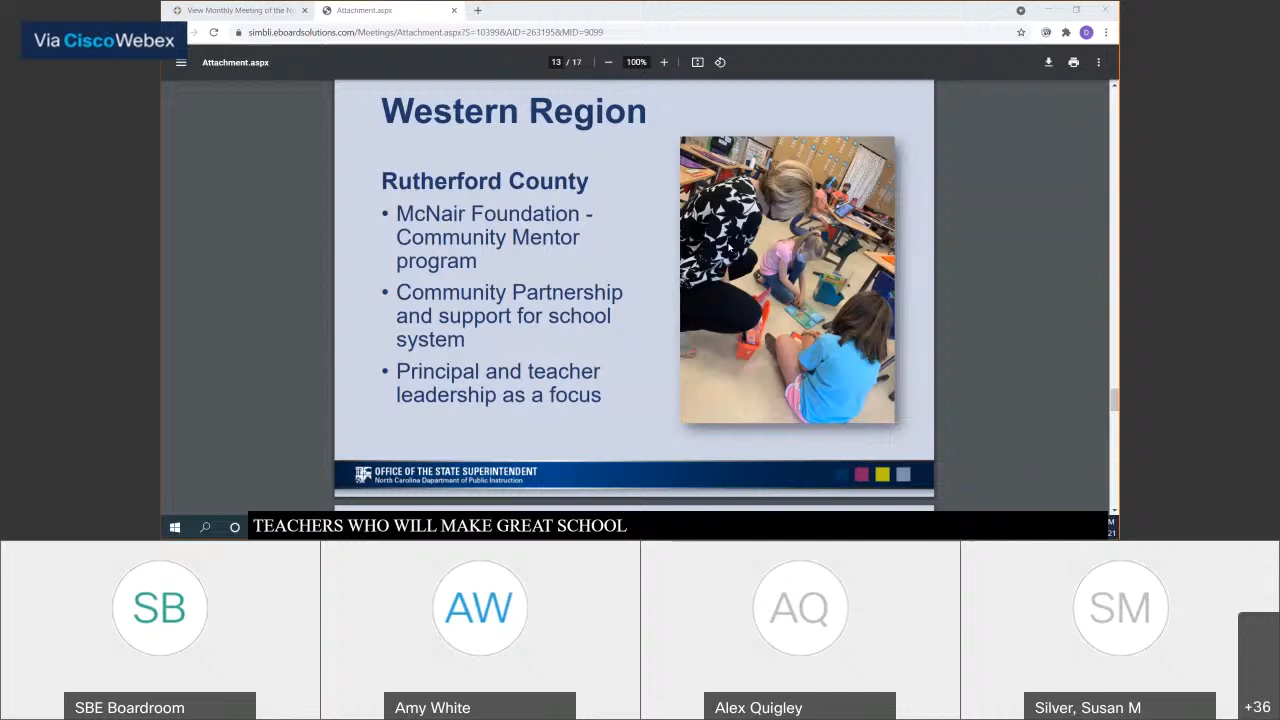 View Monthly Meeting of the N
Attachment.aspx
Via CiscoWebex
simbli.eboardsolutions.com/Meetings/Attachment.aspx?S=10399&AID=263195&MID=9099
D
Attachment.aspx
13 / 17
100%
Western Region
Rutherford County
• McNair Foundation -
Community Mentor
program
• Community Partnership
and support for school
system
• Principal and teacher
leadership as a focus
OFFICE OF THE STATE SUPERINTENDENT
North Carolina Department of Public Instruction
TEACHERS WHO WILL MAKE GREAT SCHOOL
M
21
SB
AW
AQ
SM
SBE Boardroom
Amy White
Alex Quigley
Silver, Susan M
+36